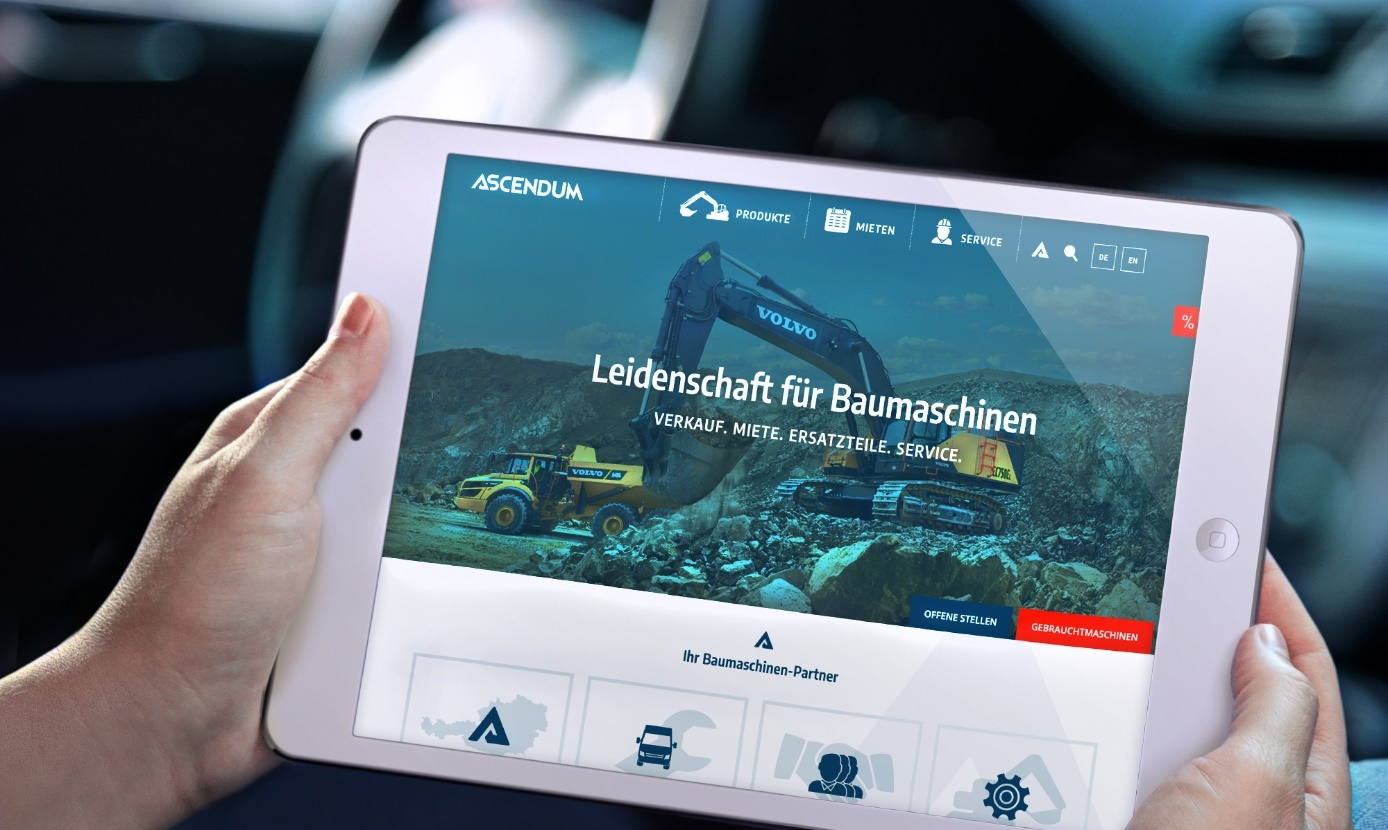 ASCENDUM
PRODUKTE
MIETEN
SERVICE
DE
EN
%
VOLVO
Leidenschaft für Baumaschinen
VERKAUF. MIETE. ERSATZTEILE. SERVICE.
VOLVO
EC750E
OFFENE STELLEN
GEBRAUCHTMASCHINEN
Ihr Baumaschinen-Partner